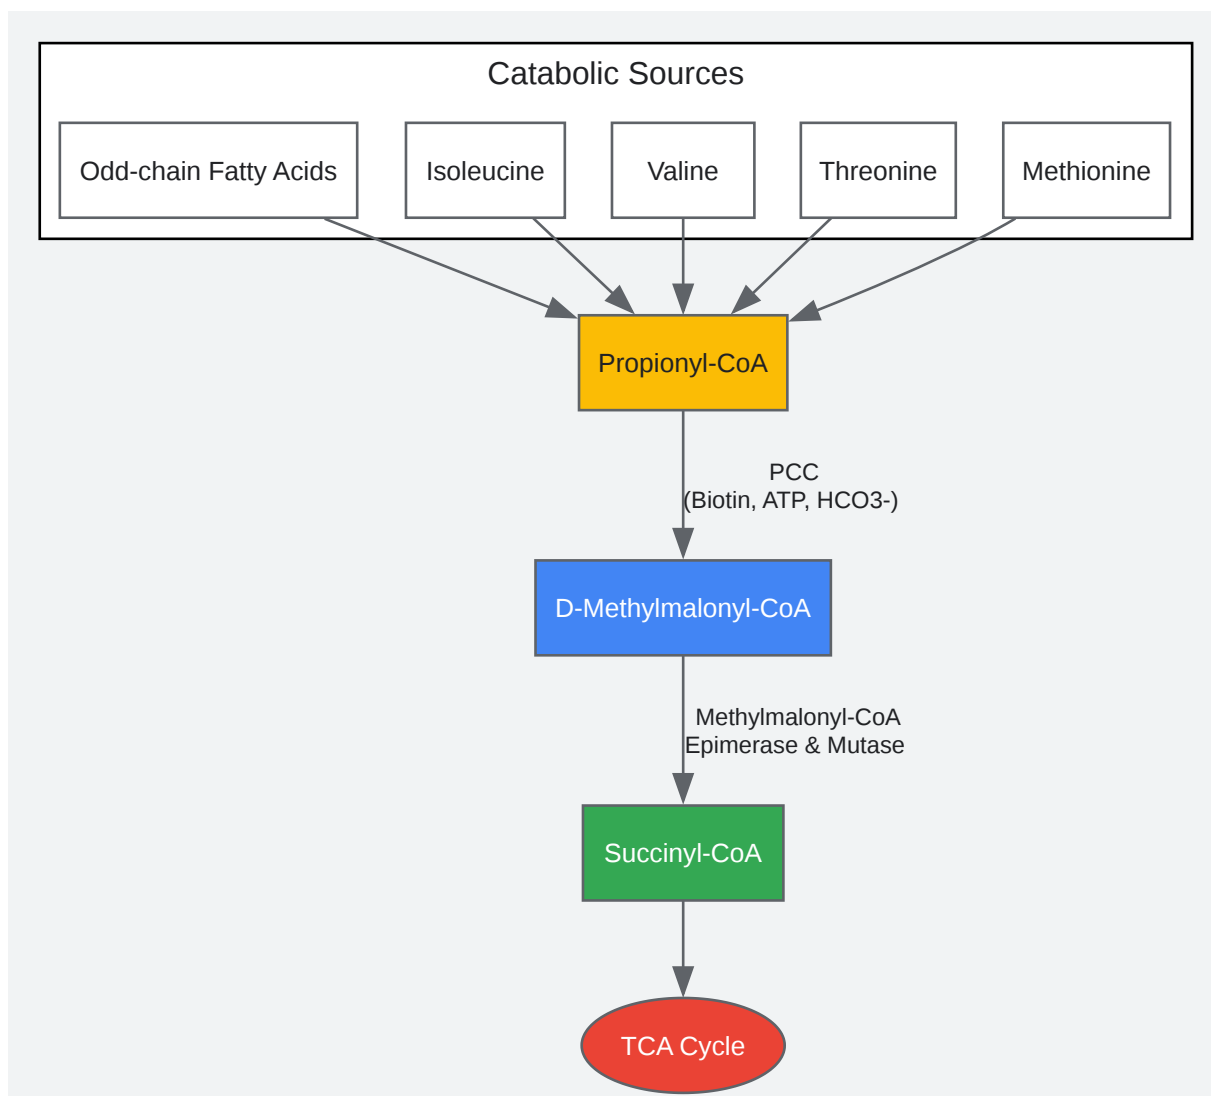 Catabolic Sources
Odd-chain Fatty Acids
Isoleucine
Valine
Threonine
Methionine
Propionyl-CoA
PCC
(Biotin, ATP, HCO3-)
D-Methylmalonyl-CoA
Methylmalonyl-CoA
Epimerase & Mutase
Succinyl-CoA
TCA Cycle